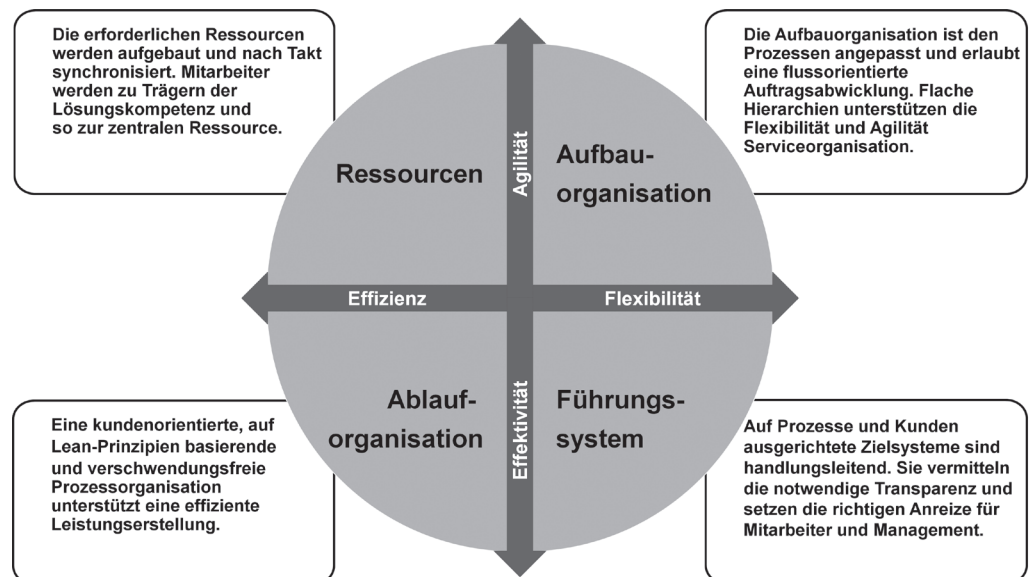 Die erforderlichen Ressourcen
werden aufgebaut und nach Takt
synchronisiert. Mitarbeiter
werden zu Trägern der
Lösungskompetenz und
so zur zentralen Ressource.
Die Aufbauorganisation ist den
Prozessen angepasst und erlaubt
eine flussorientierte
Auftragsabwicklung. Flache
Hierarchien unterstützen die
Flexibilität und Agilität
Serviceorganisation.
Ressourcen
Agilität
Aufbau-
organisation
Effizienz
Flexibilität
Ablauf-
organisation
Effektivität
Führungs-
system
Eine kundenorientierte, auf
Lean-Prinzipien basierende
und verschwendungsfreie
Prozessorganisation
unterstützt eine effiziente
Leistungserstellung.
Auf Prozesse und Kunden
ausgerichtete Zielsysteme sind
handlungsleitend. Sie vermitteln
die notwendige Transparenz und
setzen die richtigen Anreize für
Mitarbeiter und Management.